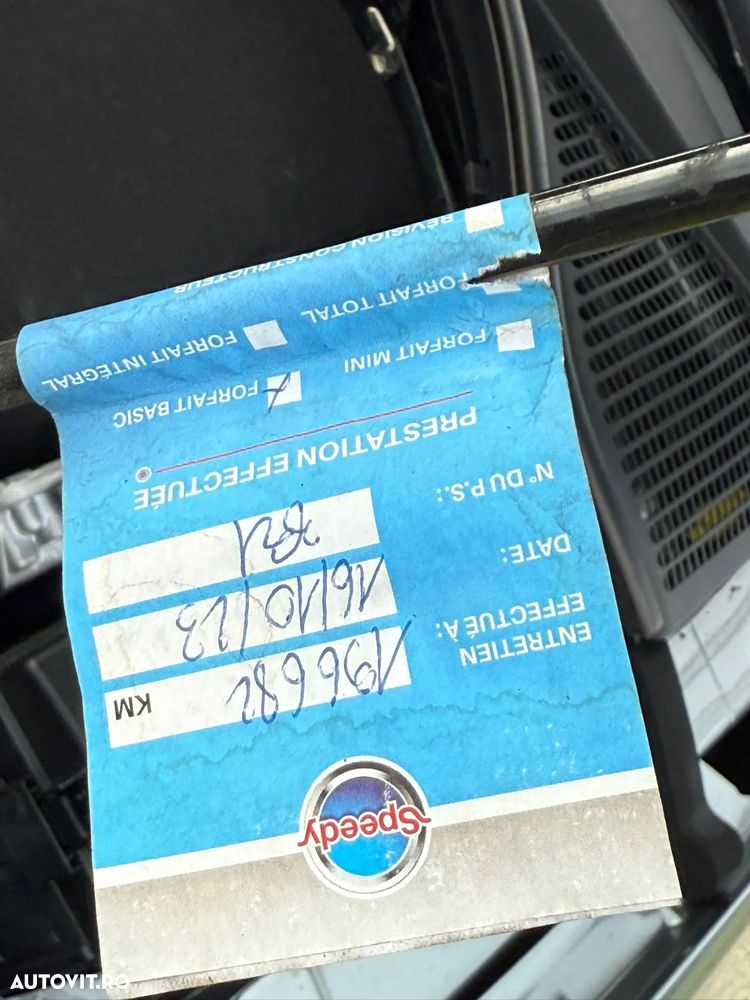 Speedy
ENTRETIEN
EFFECTUÉ À : 196682 KM
DATE: 16/10/23
N° DU P.S.:
PRESTATION EFFECTUÉE
FORFAIT MINI
FORFAIT BASIC
FORFAIT TOTAL
FORFAIT INTÉGRAL
RÉVISION CONSTRUCTEUR
AUTOVIT.RO